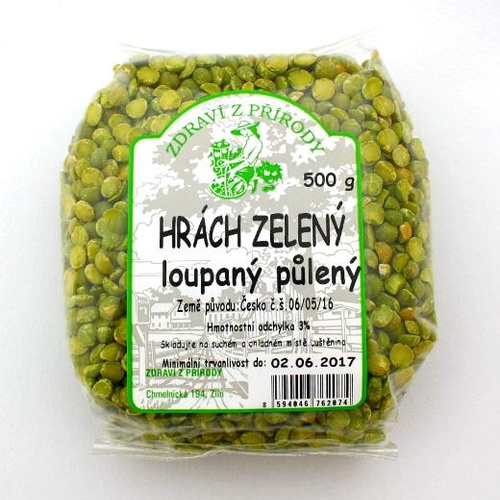 ZDRAVÍ Z PŘÍRODY
500 g
HRÁCH ZELENÝ
loupaný půlený
Země původu:Česko č.š.06/05/16
Hmotnostní odchylka 3%
Skladujte na suchém a chladném místě.Luštěnina
Minimální trvanlivost do: 02.06.2017
ZDRAVÍ Z PŘÍRODY
Chmelnická 194, Zlín
8 594046 762074